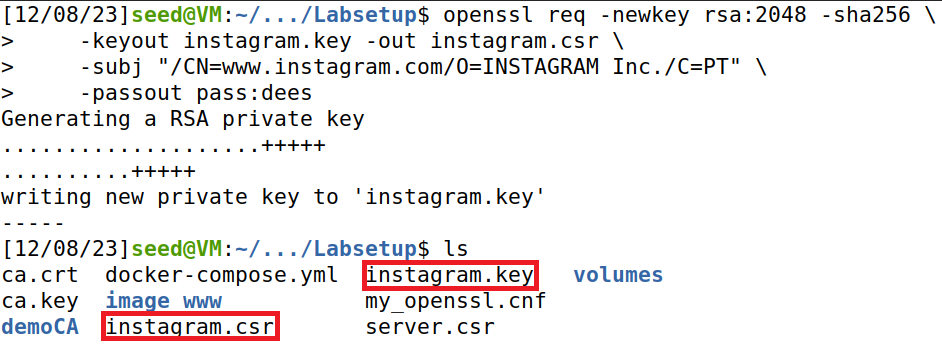 [12/08/23]seed@VM:~/.../Labsetup$ openssl req -newkey rsa:2048 -sha256 \
>     -keyout instagram.key -out instagram.csr \
>     -subj "/CN=www.instagram.com/O=INSTAGRAM Inc./C=PT" \
>     -passout pass:dees
Generating a RSA private key
....................+++++
..........+++++
writing new private key to 'instagram.key'
-----
[12/08/23]seed@VM:~/.../Labsetup$ ls
ca.crt  docker-compose.yml  instagram.key   volumes
ca.key  image_www           my_openssl.cnf
demoCA  instagram.csr       server.csr